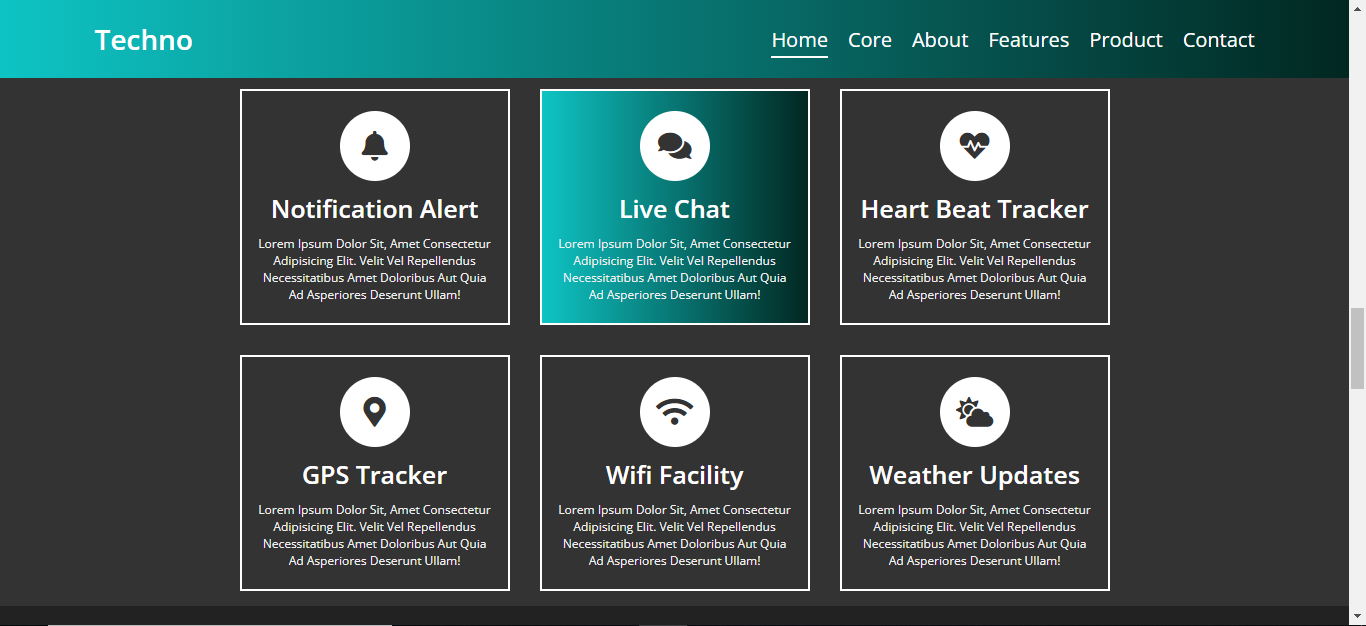 Techno
Home Core About Features Product Contact
Notification Alert
Lorem Ipsum Dolor Sit, Amet Consectetur
Adipisicing Elit. Velit Vel Repellendus
Necessitatibus Amet Doloribus Aut Quia
Ad Asperiores Deserunt Ullam!
Live Chat
Lorem Ipsum Dolor Sit, Amet Consectetur
Adipisicing Elit. Velit Vel Repellendus
Necessitatibus Amet Doloribus Aut Quia
Ad Asperiores Deserunt Ullam!
Heart Beat Tracker
Lorem Ipsum Dolor Sit, Amet Consectetur
Adipisicing Elit. Velit Vel Repellendus
Necessitatibus Amet Doloribus Aut Quia
Ad Asperiores Deserunt Ullam!
GPS Tracker
Lorem Ipsum Dolor Sit, Amet Consectetur
Adipisicing Elit. Velit Vel Repellendus
Necessitatibus Amet Doloribus Aut Quia
Ad Asperiores Deserunt Ullam!
Wifi Facility
Lorem Ipsum Dolor Sit, Amet Consectetur
Adipisicing Elit. Velit Vel Repellendus
Necessitatibus Amet Doloribus Aut Quia
Ad Asperiores Deserunt Ullam!
Weather Updates
Lorem Ipsum Dolor Sit, Amet Consectetur
Adipisicing Elit. Velit Vel Repellendus
Necessitatibus Amet Doloribus Aut Quia
Ad Asperiores Deserunt Ullam!